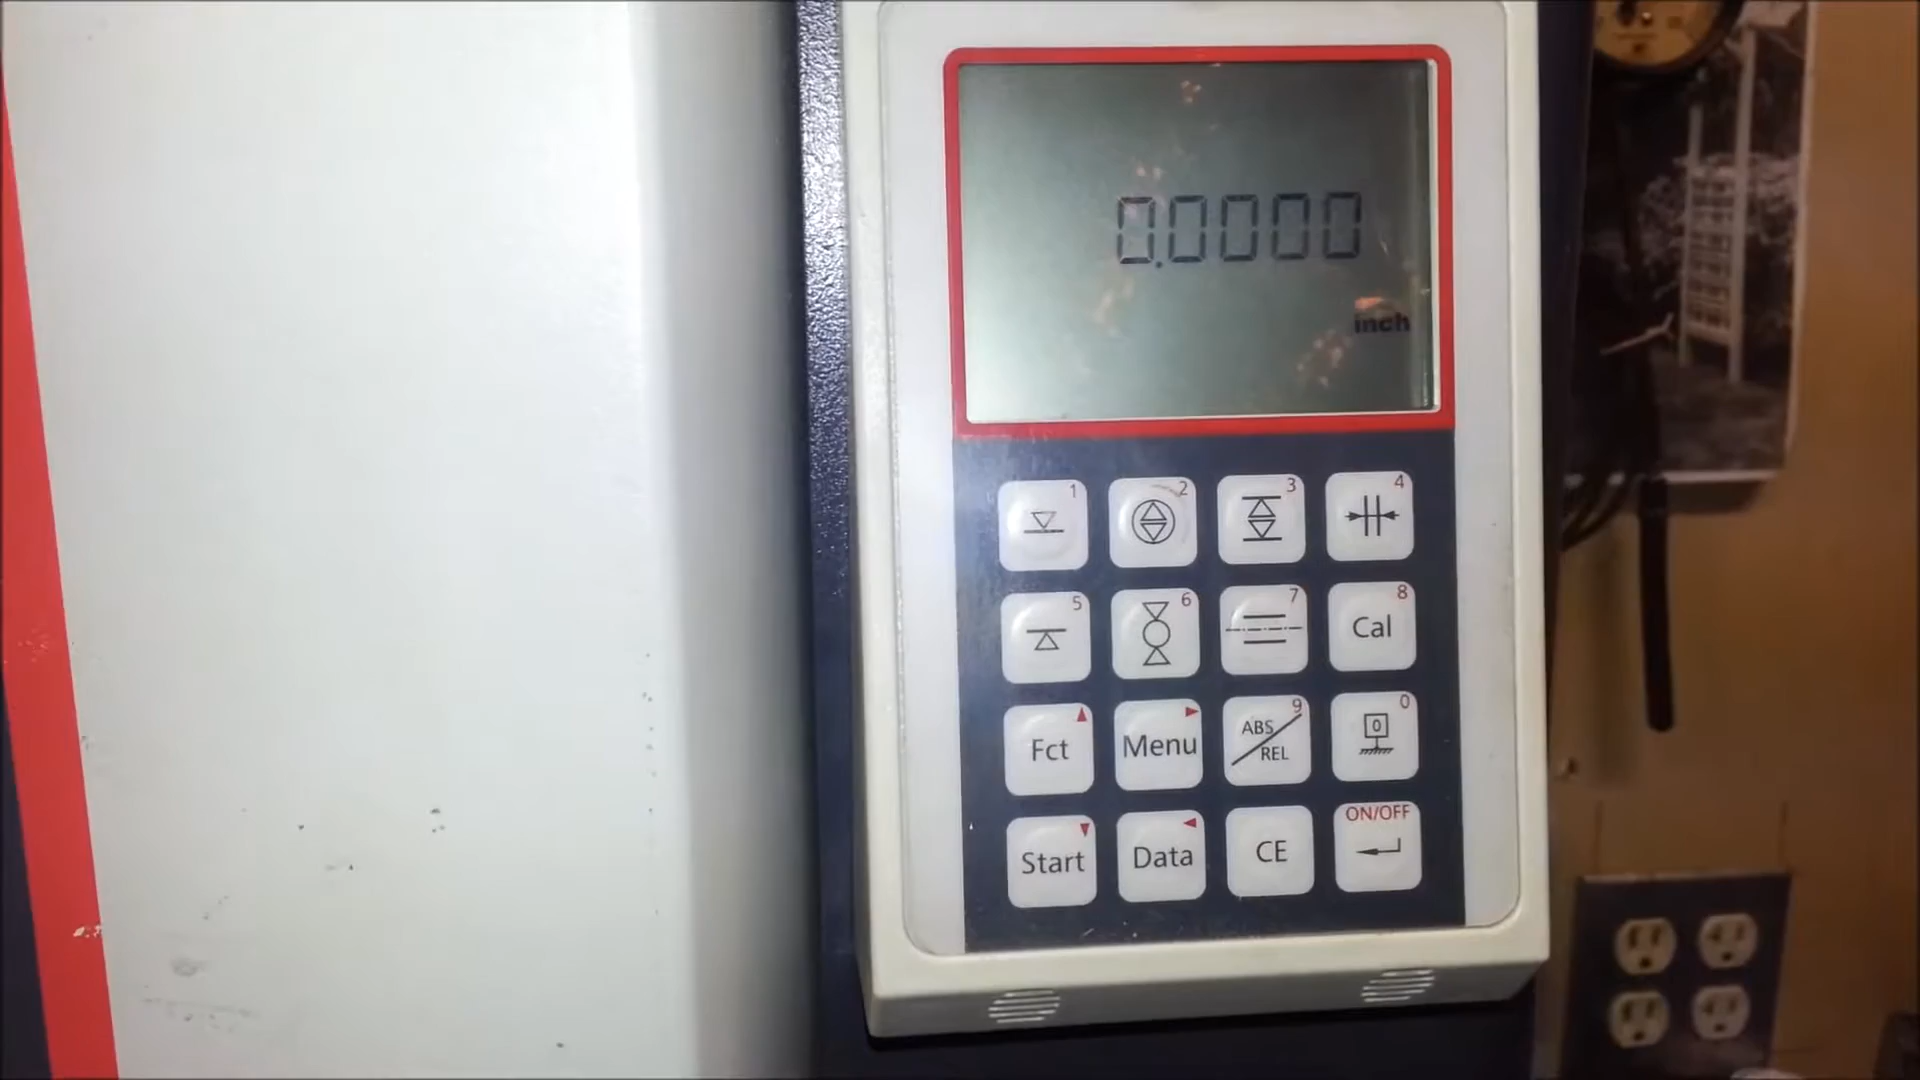 0.0000
inch
1 2 3 4
5 6 7 8
Cal
9 0
Fct Menu ABS/REL 0
ON/OFF
Start Data CE